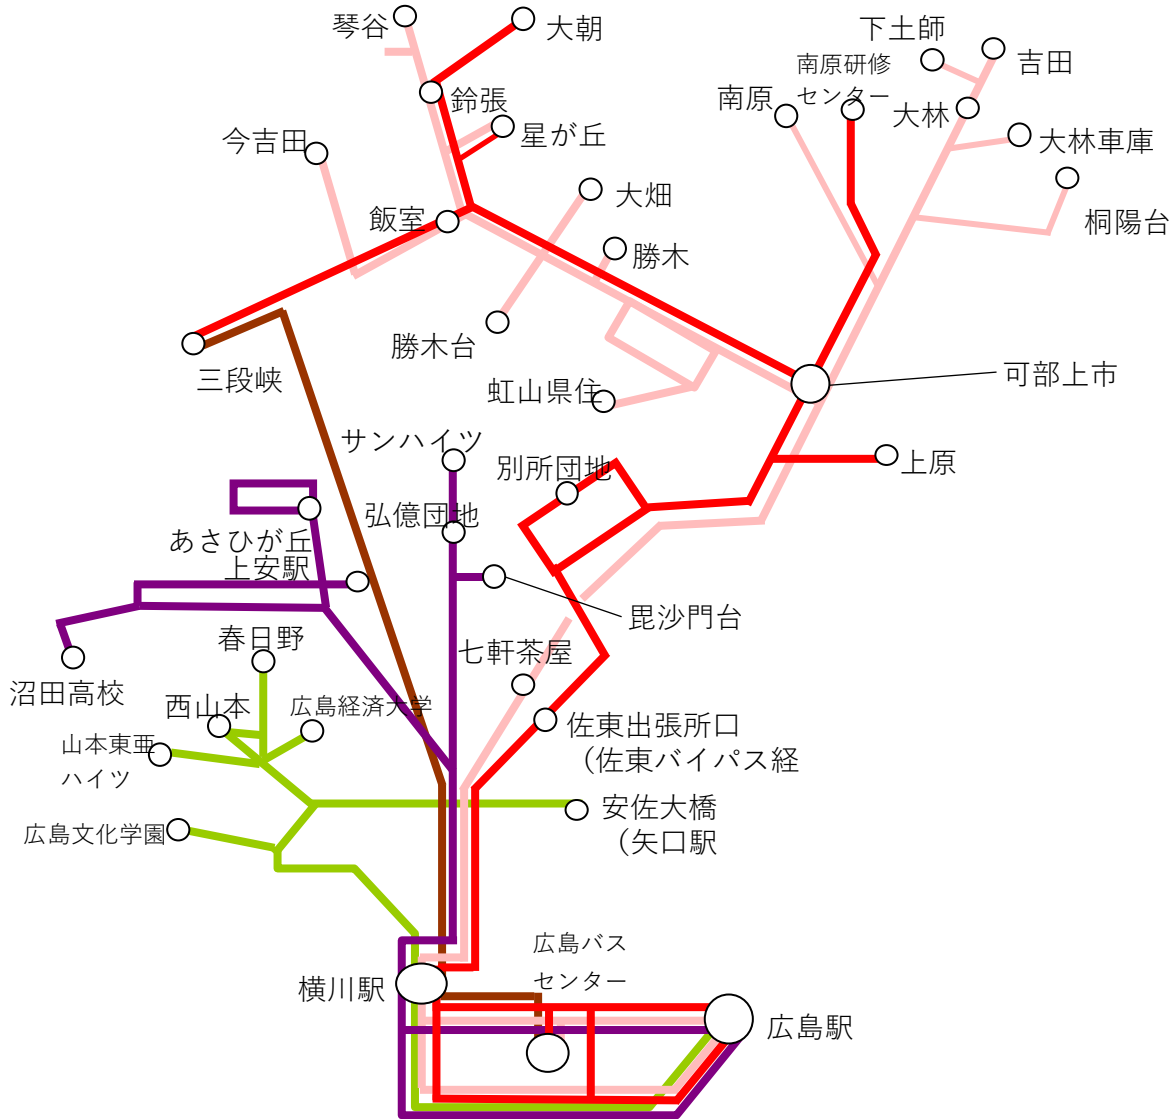 琴谷
大朝
下土師
吉田
南原研修
センター
南原
大林
鈴張
星が丘
今吉田
大林車庫
大畑
桐陽台
飯室
勝木
勝木台
三段峡
虹山県住
可部上市
サンハイツ
別所団地
上原
弘億団地
あさひが丘
上安駅
毘沙門台
春日野
七軒茶屋
沼田高校
西山本
広島経済大学
佐東出張所口
(佐東バイパス経
山本東亜
ハイツ
安佐大橋
(矢口駅
広島文化学園
広島バス
センター
横川駅
広島駅